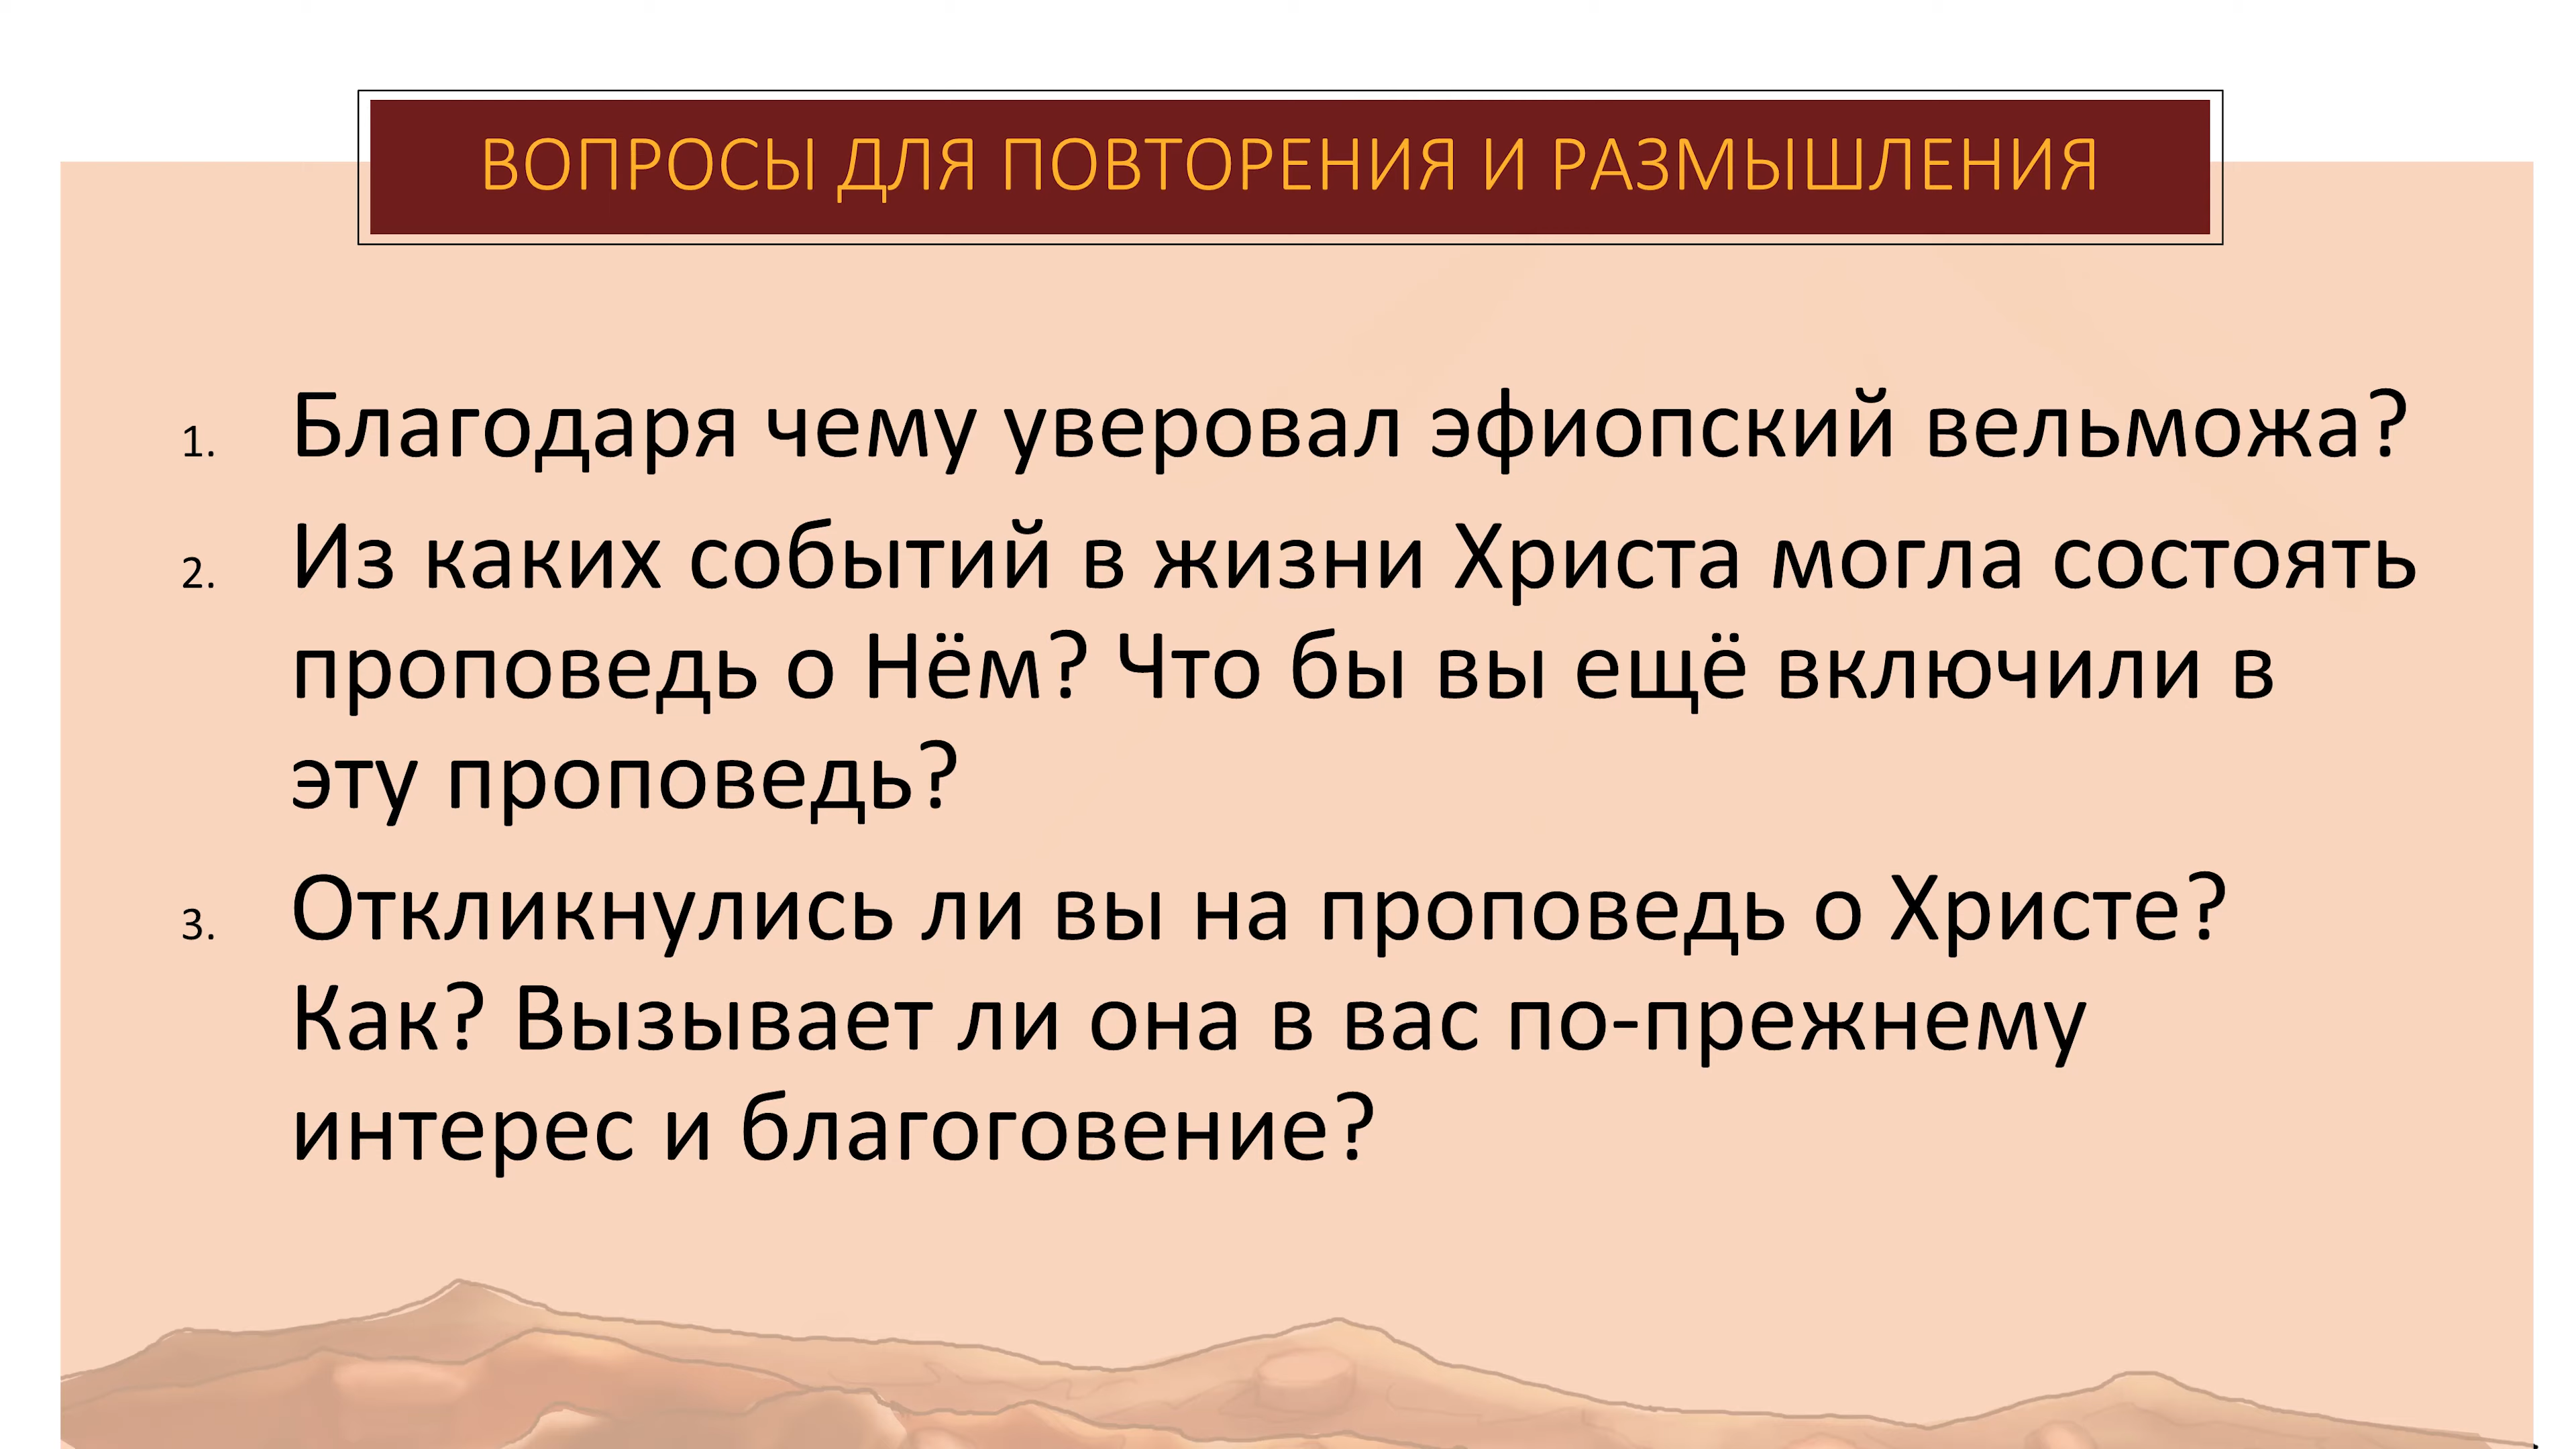 ВОПРОСЫ ДЛЯ ПОВТОРЕНИЯ И РАЗМЫШЛЕНИЯ
1. Благодаря чему уверовал эфиопский вельможа?
2. Из каких событий в жизни Христа могла состоять
проповедь о Нём? Что бы вы ещё включили в
эту проповедь?
3. Откликнулись ли вы на проповедь о Христе?
Как? Вызывает ли она в вас по-прежнему
интерес и благоговение?